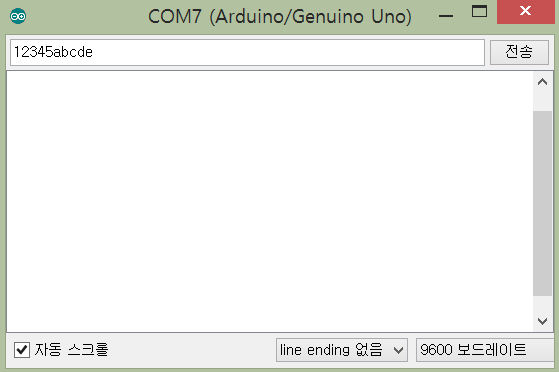 COM7 (Arduino/Genuino Uno)
12345abcde
전송
자동 스크롤
line ending 없음
9600 보드레이트